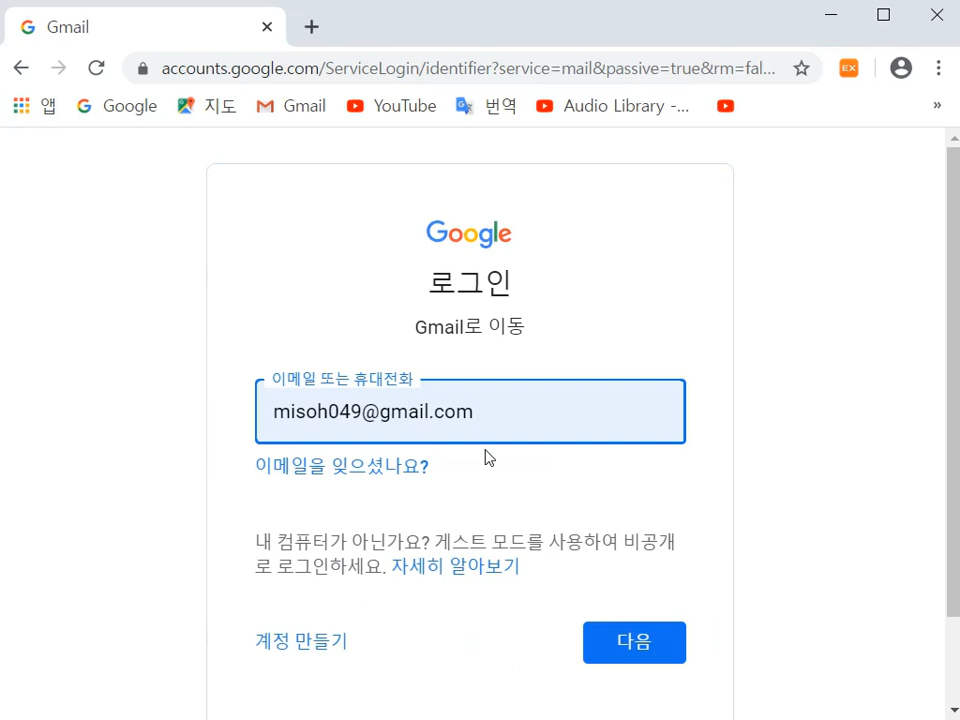 Gmail
accounts.google.com/ServiceLogin/identifier?service=mail&passive=true&rm=fal...
EX
앱 Google 지도 Gmail YouTube 번역 Audio Library -... »
Google
로그인
Gmail로 이동
이메일 또는 휴대전화
misoh049@gmail.com
이메일을 잊으셨나요?
내 컴퓨터가 아닌가요? 게스트 모드를 사용하여 비공개
로 로그인하세요. 자세히 알아보기
계정 만들기
다음